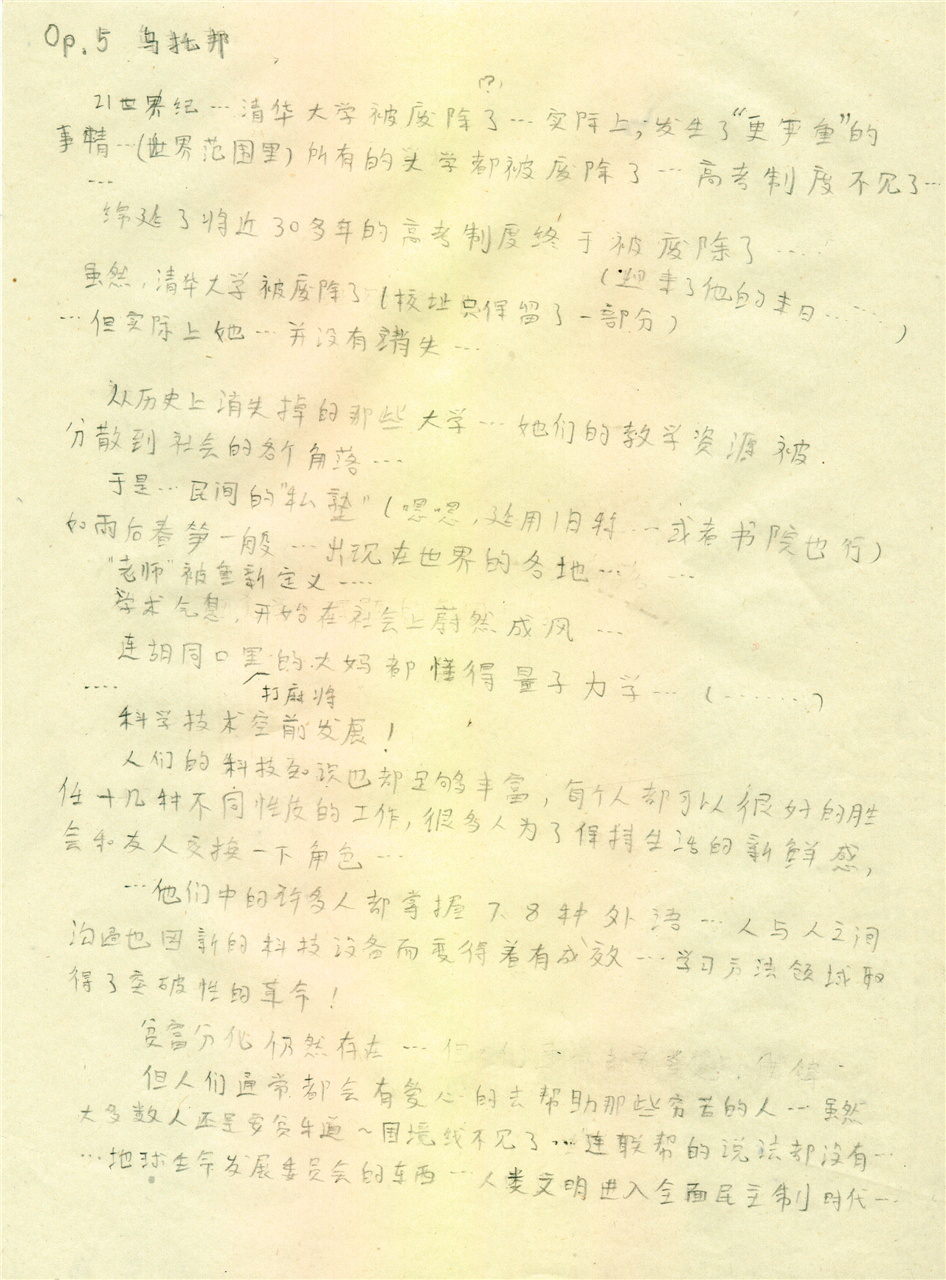 Op.5 乌托邦
(?)
21世界纪…清华大学被废除了…实际上,发生了“更严重”的
事情…(世界范围里)所有的大学都被废除了…高考制度不见了…
…
绵延了将近30多年的高考制度终于被废除了…
(迎来了他的末日……)
虽然,清华大学被废除了(校址只保留了一部分)
…但实际上她…并没有消失…
从历史上消失掉的那些大学…她们的教学资源被
分散到社会的各个角落…
于是…民间的“私塾”(嗯嗯,延用旧称…或者书院也行)
如雨后春笋一般…出现在世界的各地……
“老师”被重新定义……
学术气息,开始在社会上蔚然成风…
连胡同口里的大妈都懂得量子力学…(……)
…… 打麻将
科学技术空前发展!
人们的科技知识也都足够丰富,每个人都可以很好的胜
任十几种不同性质的工作,很多人为了保持生活的新鲜感,
会和友人交换一下角色…
…他们中的许多人都掌握7、8种外语…人与人之间
沟通也因新的科技设备而变得着有成效…学习方法领域取
得了突破性的革命!
贫富分化仍然存在…
但人们通常都会有爱心的去帮助那些穷苦的人…虽然
大多数人还是要负车通~国境线不见了…连联帮的说法都没有…
…地球生命发展委员会的东西…人类文明进入全面民主制时代…